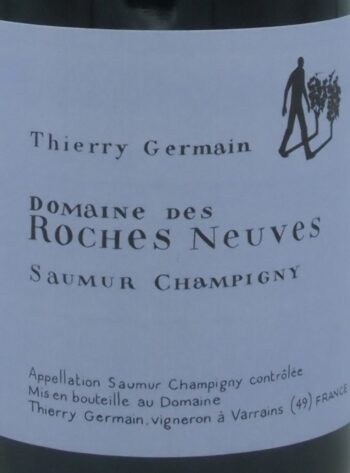 Thierry Germain
Domaine des
Roches Neuves
Saumur Champigny
Appellation Saumur Champigny contrôlée
Mis en bouteille au Domaine
Thierry Germain, vigneron à Varrains (49) FRANCE